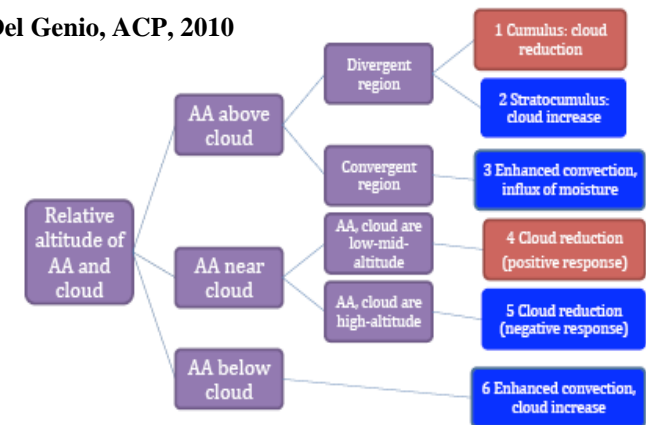 Del Genio, ACP, 2010
1 Cumulus: cloud
reduction
Divergent
region
2 Stratocumulus:
cloud increase
AA above
cloud
Convergent
region
3 Enhanced convection,
influx of moisture
Relative
altitude of
AA and
cloud
AA near
cloud
AA, cloud are
low-mid-
altitude
4 Cloud reduction
(positive response)
AA, cloud are
high-altitude
5 Cloud reduction
(negative response)
AA below
cloud
6 Enhanced convection,
cloud increase